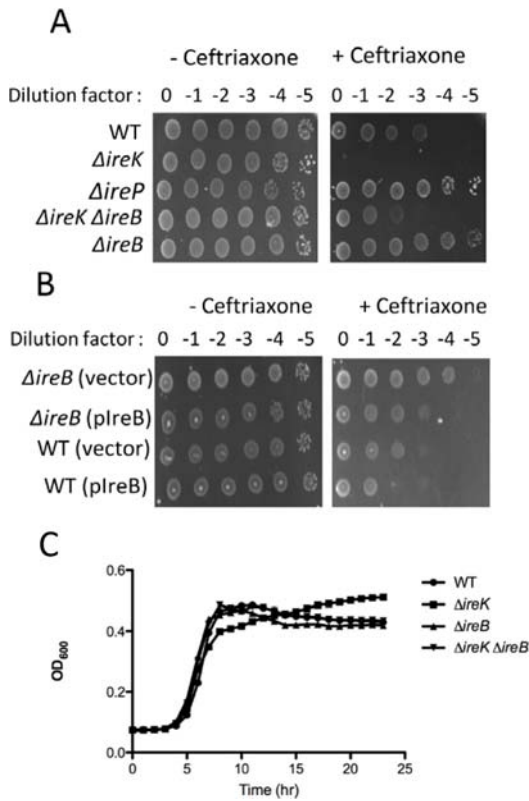 A
- Ceftriaxone + Ceftriaxone
Dilution factor : 0 -1 -2 -3 -4 -5 0 -1 -2 -3 -4 -5
WT
ΔireK
ΔireP
ΔireK ΔireB
ΔireB
B
- Ceftriaxone + Ceftriaxone
Dilution factor : 0 -1 -2 -3 -4 -5 0 -1 -2 -3 -4 -5
ΔireB (vector)
ΔireB (pIreB)
WT (vector)
WT (pIreB)
C
OD600
0.6
0.4
0.2
0.0
0 5 10 15 20 25
Time (hr)
WT
ΔireK
ΔireB
ΔireK ΔireB